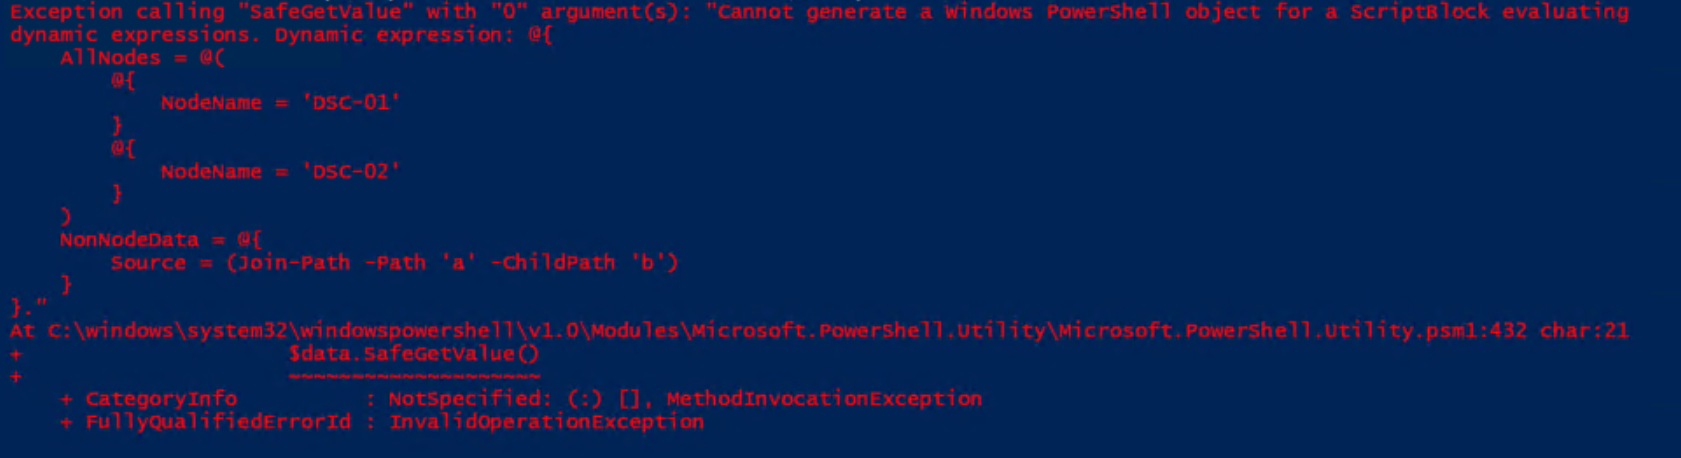 Exception calling "SafeGetValue" with "0" argument(s): "Cannot generate a Windows PowerShell object for a ScriptBlock evaluating
dynamic expressions. Dynamic expression: @{
    AllNodes = @(
        @{
            NodeName = 'DSC-01'
        }
        @{
            NodeName = 'DSC-02'
        }
    )
    NonNodeData = @{
        Source = (Join-Path -Path 'a' -ChildPath 'b')
    }
}."
At C:\windows\system32\windowspowershell\v1.0\Modules\Microsoft.PowerShell.Utility\Microsoft.PowerShell.Utility.psm1:432 char:21
+                     $data.SafeGetValue()
+                     ~~~~~~~~~~~~~~~~~~~~
    + CategoryInfo          : NotSpecified: (:) [], MethodInvocationException
    + FullyQualifiedErrorId : InvalidOperationException